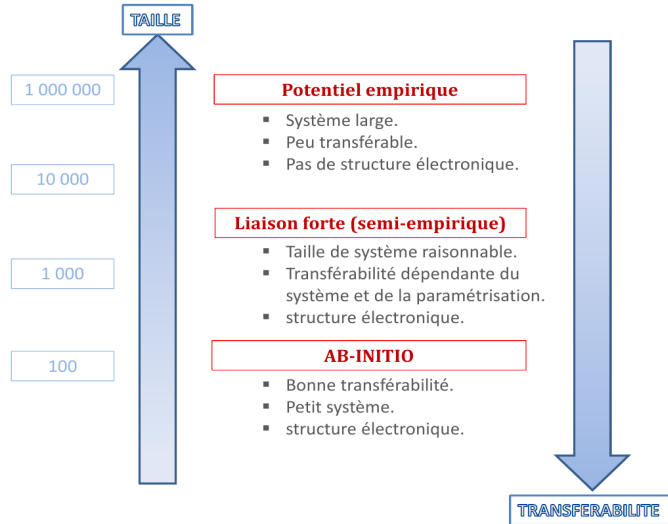 TAILLE
1 000 000
Potentiel empirique
▪ Système large.
▪ Peu transférable.
▪ Pas de structure électronique.
10 000
Liaison forte (semi-empirique)
▪ Taille de système raisonnable.
▪ Transférabilité dépendante du
système et de la paramétrisation.
▪ structure électronique.
1 000
AB-INITIO
▪ Bonne transférabilité.
▪ Petit système.
▪ structure électronique.
100
TRANSFERABILITE